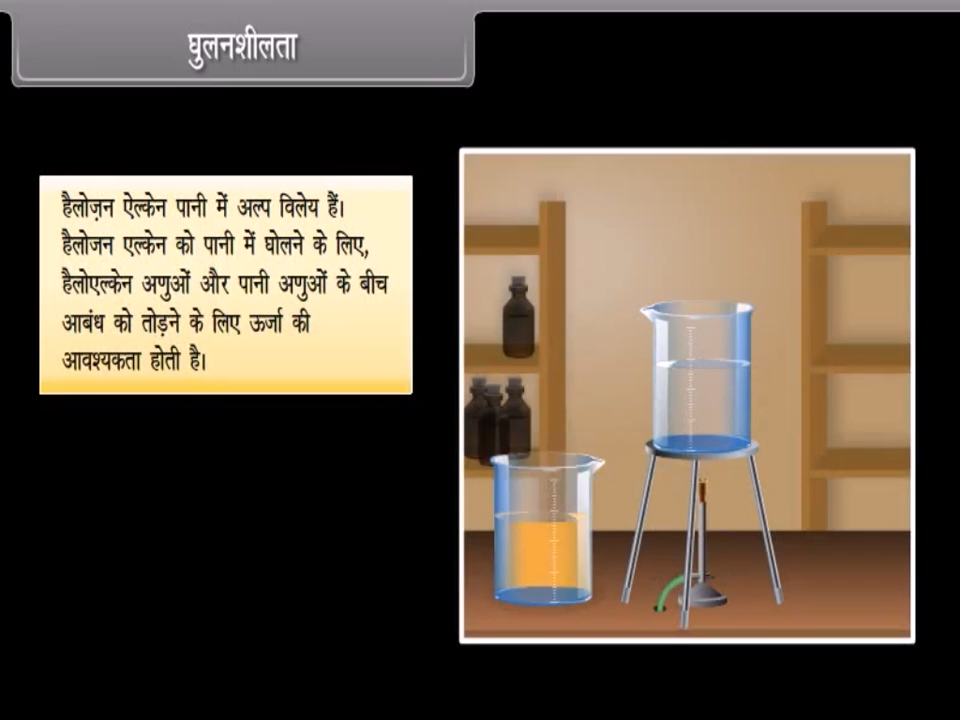 घुलनशीलता
हैलोज़न ऐल्केन पानी में अल्प विलेय हैं।
हैलोजन एल्केन को पानी में घोलने के लिए,
हैलोएल्केन अणुओं और पानी अणुओं के बीच
आबंध को तोड़ने के लिए ऊर्जा की
आवश्यकता होती है।